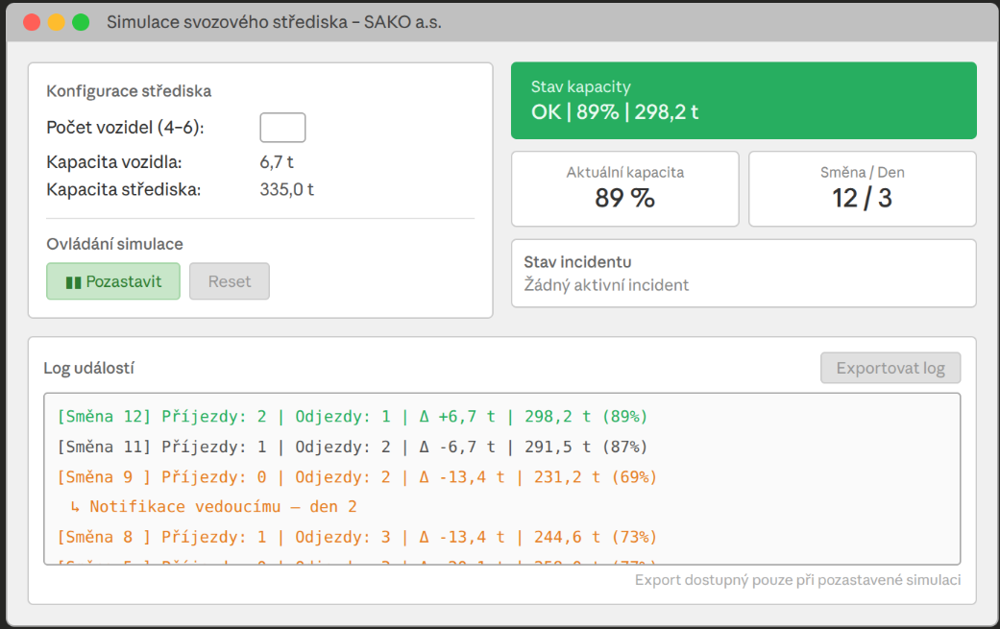 Simulace svozového střediska – SAKO a.s.
Konfigurace střediska
Počet vozidel (4–6):
Kapacita vozidla: 6,7 t
Kapacita střediska: 335,0 t
Ovládání simulace
Pozastavit Reset
Stav kapacity
OK | 89% | 298,2 t
Aktuální kapacita
89 %
Směna / Den
12 / 3
Stav incidentu
Žádný aktivní incident
Log událostí
Exportovat log
[Směna 12] Příjezdy: 2 | Odjezdy: 1 | Δ +6,7 t | 298,2 t (89%)
[Směna 11] Příjezdy: 1 | Odjezdy: 2 | Δ -6,7 t | 291,5 t (87%)
[Směna 9 ] Příjezdy: 0 | Odjezdy: 2 | Δ -13,4 t | 231,2 t (69%)
↳ Notifikace vedoucímu – den 2
[Směna 8 ] Příjezdy: 1 | Odjezdy: 3 | Δ -13,4 t | 244,6 t (73%)
Export dostupný pouze při pozastavené simulaci